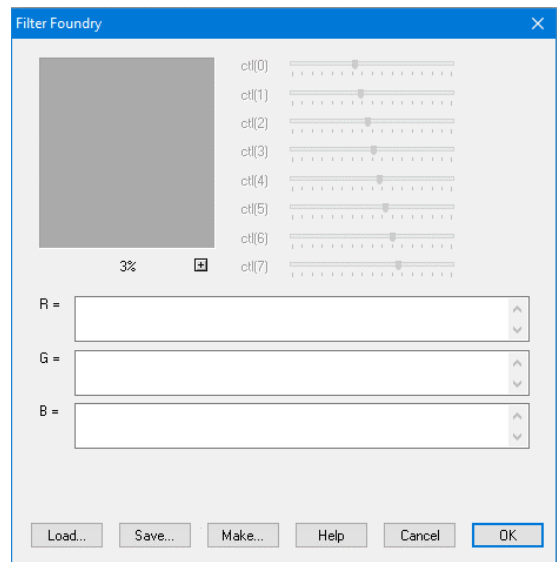 Filter Foundry
ctl(0)
ctl(1)
ctl(2)
ctl(3)
ctl(4)
ctl(5)
ctl(6)
3% ctl(7)
R =
G =
B =
Load... Save... Make... Help Cancel OK